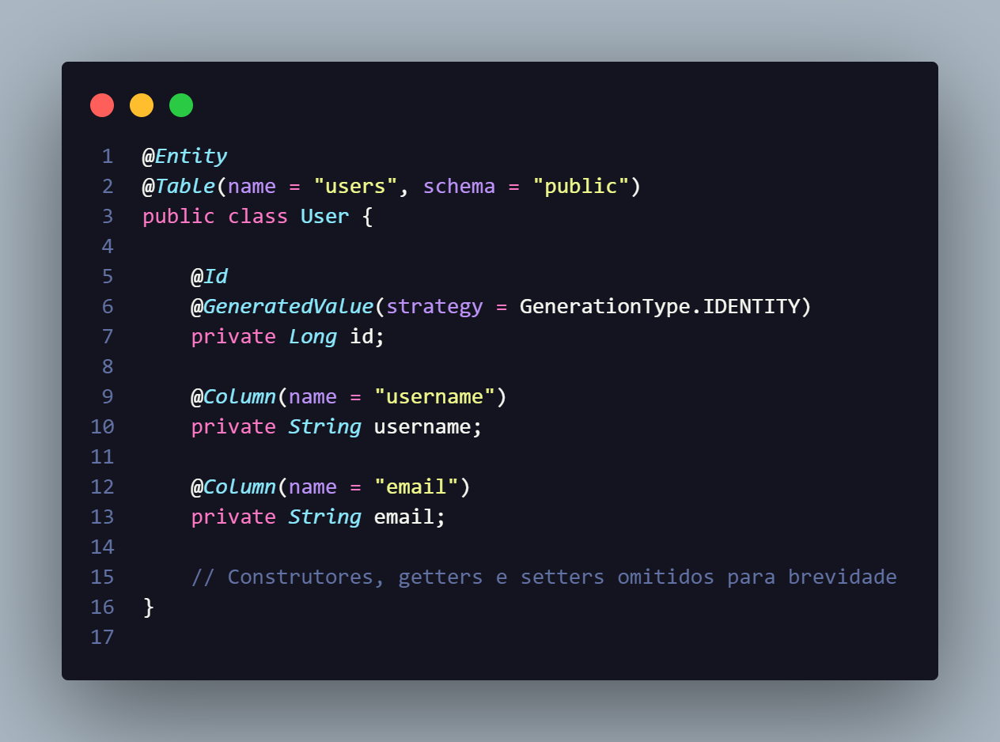 1 @Entity
2 @Table(name = "users", schema = "public")
3 public class User {
4
5 @Id
6 @GeneratedValue(strategy = GenerationType.IDENTITY)
7 private Long id;
8
9 @Column(name = "username")
10 private String username;
11
12 @Column(name = "email")
13 private String email;
14
15 // Construtores, getters e setters omitidos para brevidade
16 }
17